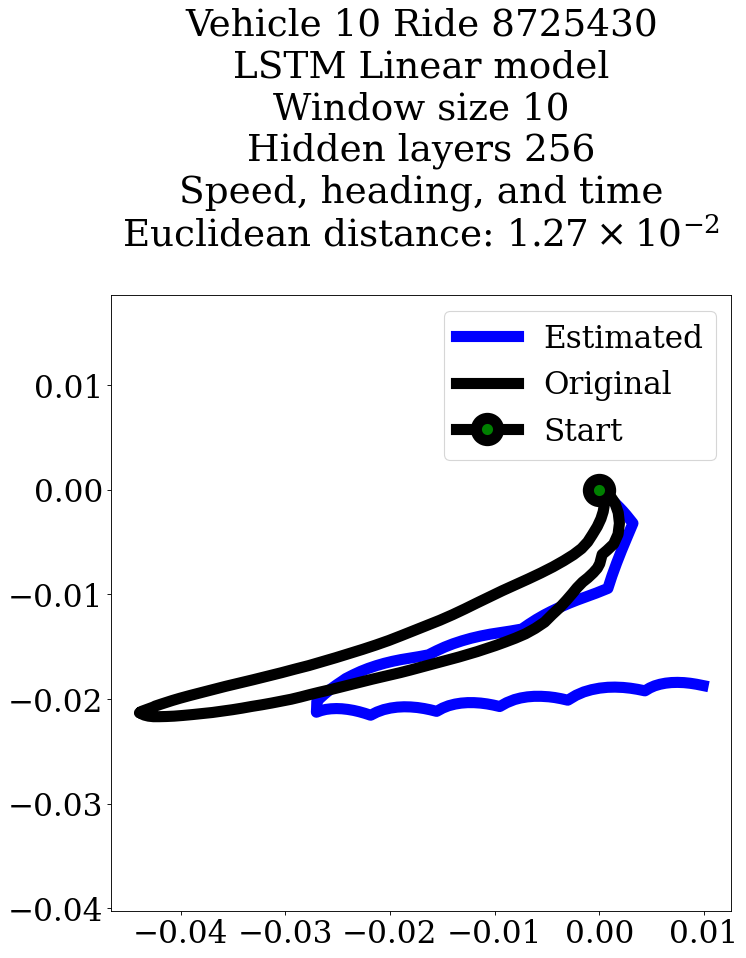 Vehicle 10 Ride 8725430
LSTM Linear model
Window size 10
Hidden layers 256
Speed, heading, and time
Euclidean distance: 1.27 × 10⁻²
Estimated
Original
Start
0.01
0.00
−0.01
−0.02
−0.03
−0.04
−0.04 −0.03 −0.02 −0.01 0.00 0.01